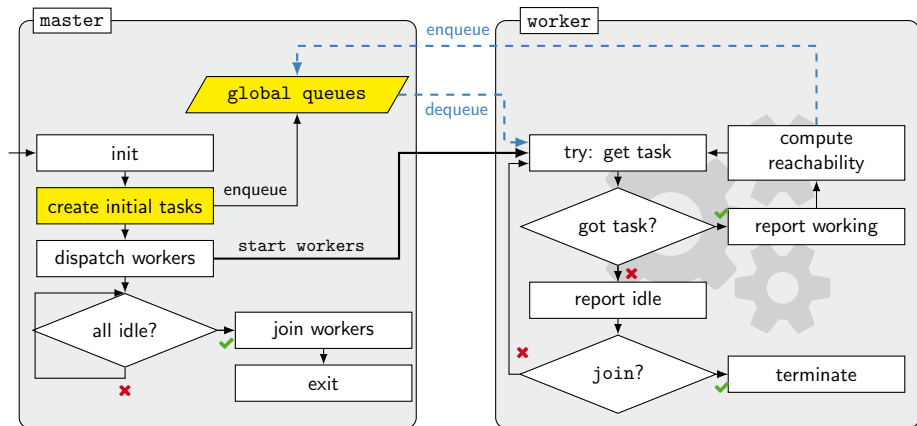 master
worker
enqueue
global queues
dequeue
init
try: get task
compute
reachability
enqueue
create initial tasks
got task?
report working
start workers
dispatch workers
report idle
all idle?
join workers
join?
terminate
exit